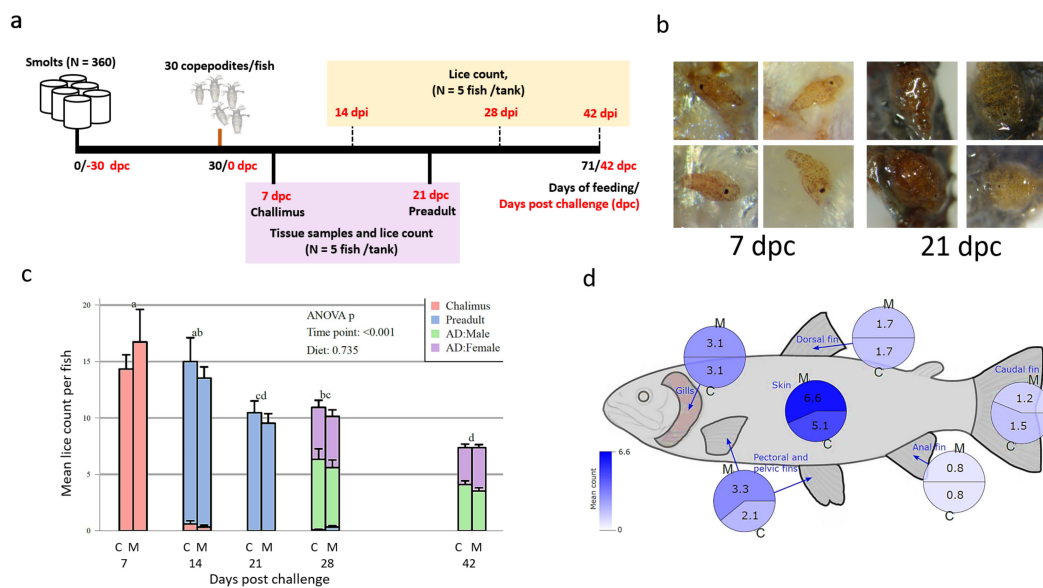 a
Smolts (N = 360)
30 copepodites/fish
Lice count,
(N = 5 fish /tank)
14 dpi
28 dpi
42 dpi
0/-30 dpc
30/0 dpc
71/42 dpc
7 dpc
Challimus
21 dpc
Preadult
Days of feeding/
Days post challenge (dpc)
Tissue samples and lice count
(N = 5 fish /tank)
b
7 dpc
21 dpc
c
Mean lice count per fish
15
10
5
0
a
ab
cd
bc
d
ANOVA p
Time point: <0.001
Diet: 0.735
Chalimus
Preadult
AD:Male
AD:Female
C M
C M
C M
C M
C M
7
14
21
28
42
Days post challenge
d
M
3.1
3.1
C
Gills
M
1.7
1.7
C
Dorsal fin
Skin
M
6.6
5.1
C
Caudal fin
M
1.2
1.5
C
Pectoral and
pelvic fins
M
3.3
2.1
C
Anal fin
M
0.8
0.8
C
6.6
Mean count
0